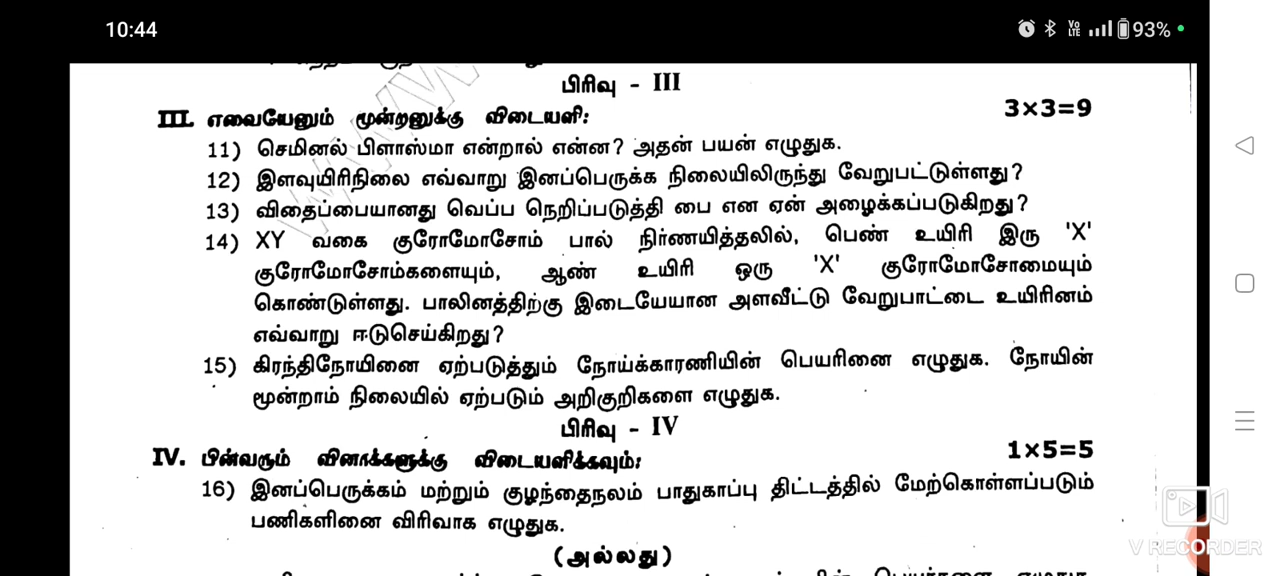 10:44
Vo LTE 93%
பிரிவு - III
III. எவையேனும் மூன்றனுக்கு விடையளி: 3×3=9
11) செமினல் பிளாஸ்மா என்றால் என்ன? அதன் பயன் எழுதுக.
12) இளவுயிரிநிலை எவ்வாறு இனப்பெருக்க நிலையிலிருந்து வேறுபட்டுள்ளது?
13) விதைப்பையானது வெப்ப நெறிப்படுத்தி பை என ஏன் அழைக்கப்படுகிறது?
14) XY வகை குரோமோசோம் பால் நிர்ணயித்தலில், பெண் உயிரி இரு 'X'
குரோமோசோம்களையும், ஆண் உயிரி ஒரு 'X' குரோமோசோமையும்
கொண்டுள்ளது. பாலினத்திற்கு இடையேயான அளவீட்டு வேறுபாட்டை உயிரினம்
எவ்வாறு ஈடுசெய்கிறது?
15) கிரந்திநோயினை ஏற்படுத்தும் நோய்க்காரணியின் பெயரினை எழுதுக. நோயின்
மூன்றாம் நிலையில் ஏற்படும் அறிகுறிகளை எழுதுக.
பிரிவு - IV
IV. பின்வரும் வினாக்களுக்கு விடையளிக்கவும்: 1×5=5
16) இனப்பெருக்கம் மற்றும் குழந்தைநலம் பாதுகாப்பு திட்டத்தில் மேற்கொள்ளப்படும்
பணிகளினை விரிவாக எழுதுக.
(அல்லது)
V RECORDER